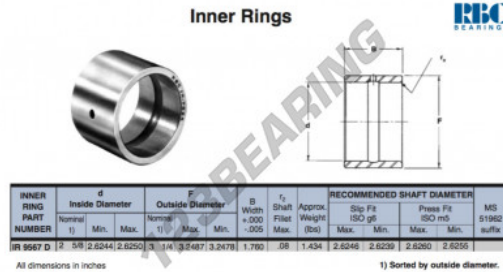 Inner Rings
RBC
BEARINGS
123BEARING
B
r₂
d
F
INNER RING PART NUMBER
d Inside Diameter
Nominal 1) Min. Max.
F Outside Diameter
Nominal 1) Max. Min.
B Width +.000 -.005
r₂ Shaft Fillet Max.
Approx. Weight (lbs)
RECOMMENDED SHAFT DIAMETER
Slip Fit ISO g6
Max. Min.
Press Fit ISO m5
Max. Min.
MS 51962 suffix
IR 9567 D 2 5/8 2.6244 2.6250 3 1/4 3.2487 3.2478 1.760 .08 1.434 2.6246 2.6239 2.6260 2.6255
All dimensions in inches
1) Sorted by outside diameter.